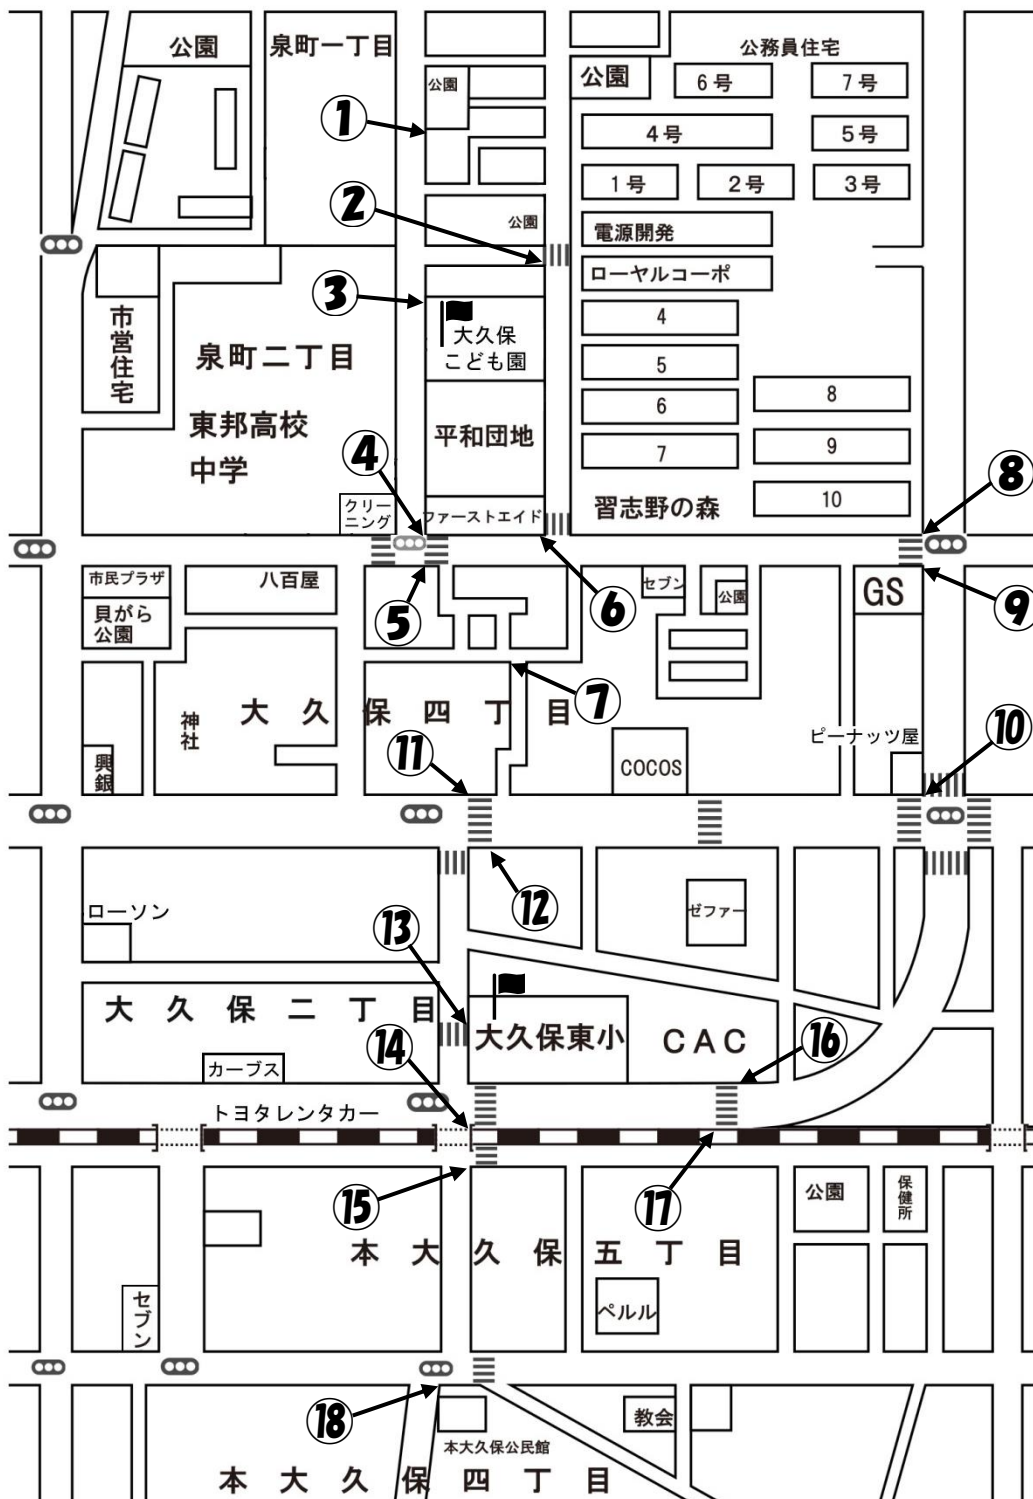 公園
泉町一丁目
公務員住宅
公園
公園
6号
7号
①
4号
5号
1号
2号
3号
②
公園
電源開発
ローヤルコーポ
③
市営住宅
大久保
こども園
4
泉町二丁目
5
8
6
東邦高校
中学
平和団地
④
7
9
⑧
クリー
ニング
ファーストエイド
習志野の森
10
市民プラザ
八百屋
セブン
公園
GS
貝がら
公園
⑤
⑥
⑨
神社
大久保四丁目
⑦
ピーナッツ屋
⑩
興銀
⑪
COCOS
ローソン
⑫
ゼファー
⑬
大久保二丁目
大久保東小
CAC
⑭
⑯
カーブス
トヨタレンタカー
⑮
⑰
公園
保健所
本大久保五丁目
セブン
ペルル
⑱
教会
本大久保公民館
本大久保四丁目